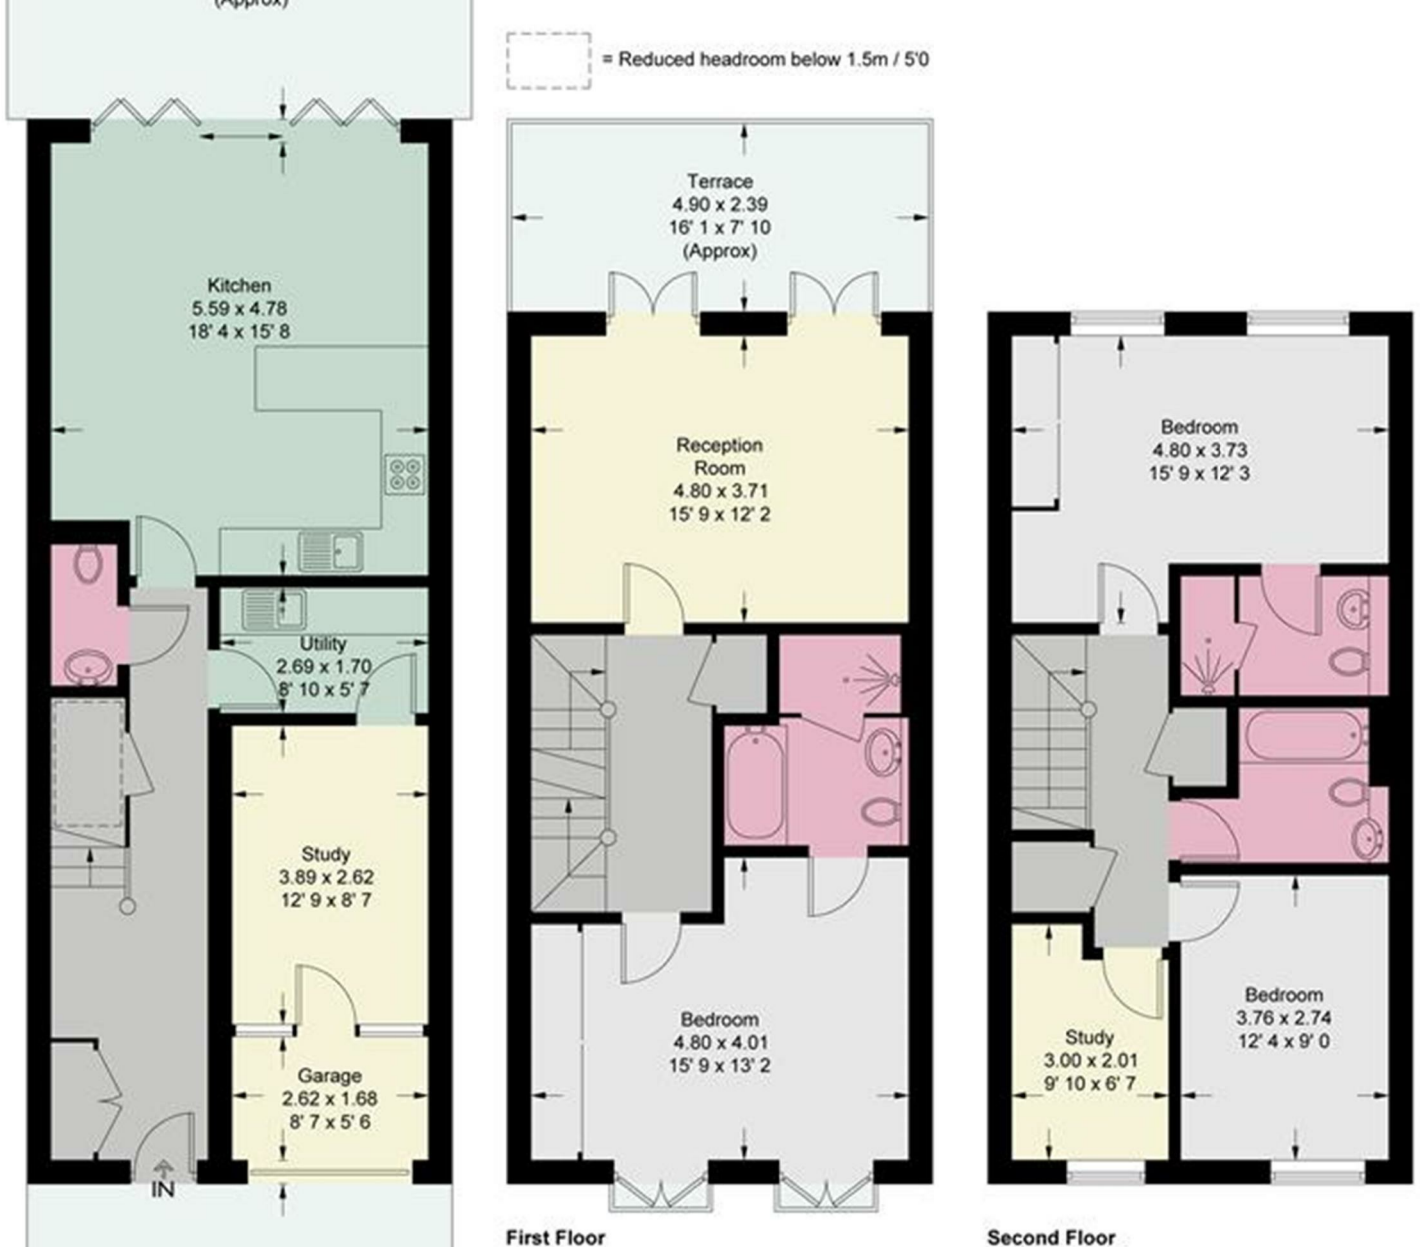 (Approx)
= Reduced headroom below 1.5m / 5'0
Kitchen
5.59 x 4.78
18' 4 x 15' 8
Utility
2.69 x 1.70
8' 10 x 5' 7
Study
3.89 x 2.62
12' 9 x 8' 7
Garage
2.62 x 1.68
8' 7 x 5' 6
IN
Terrace
4.90 x 2.39
16' 1 x 7' 10
(Approx)
Reception
Room
4.80 x 3.71
15' 9 x 12' 2
Bedroom
4.80 x 4.01
15' 9 x 13' 2
First Floor
Bedroom
4.80 x 3.73
15' 9 x 12' 3
Study
3.00 x 2.01
9' 10 x 6' 7
Bedroom
3.76 x 2.74
12' 4 x 9' 0
Second Floor